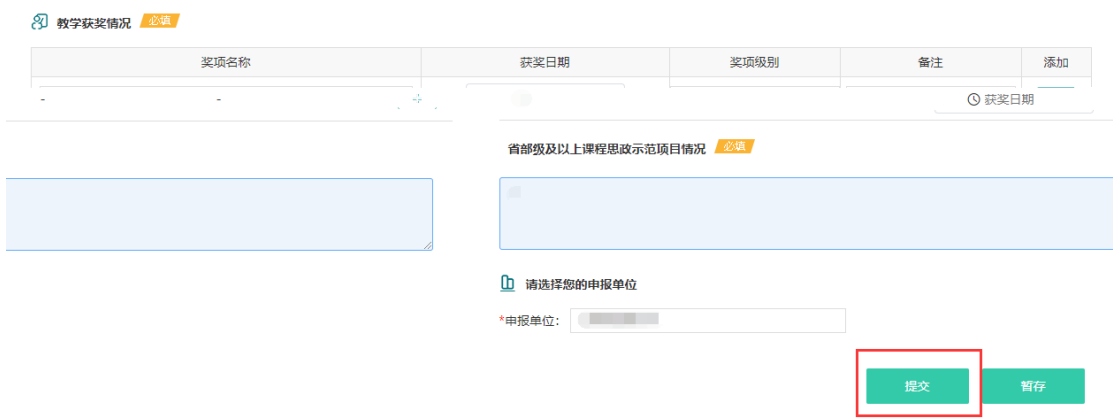 教学获奖情况 必填
奖项名称 获奖日期 奖项级别 备注 添加
- -
获奖日期
省部级及以上课程思政示范项目情况 必填
请选择您的申报单位
*申报单位：
提交 暂存